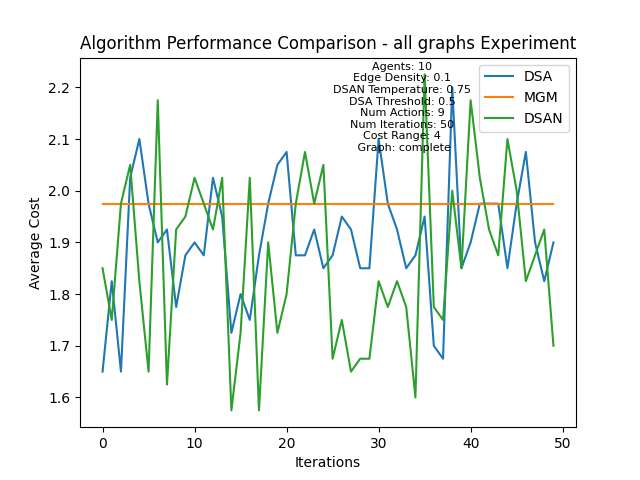 Algorithm Performance Comparison - all graphs Experiment
Agents: 10
Edge Density: 0.1
DSAN Temperature: 0.75
DSA Threshold: 0.5
Num Actions: 9
Num Iterations: 50
Cost Range: 4
Graph: complete
DSA
MGM
DSAN
Average Cost
2.2
2.1
2.0
1.9
1.8
1.7
1.6
0 10 20 30 40 50
Iterations